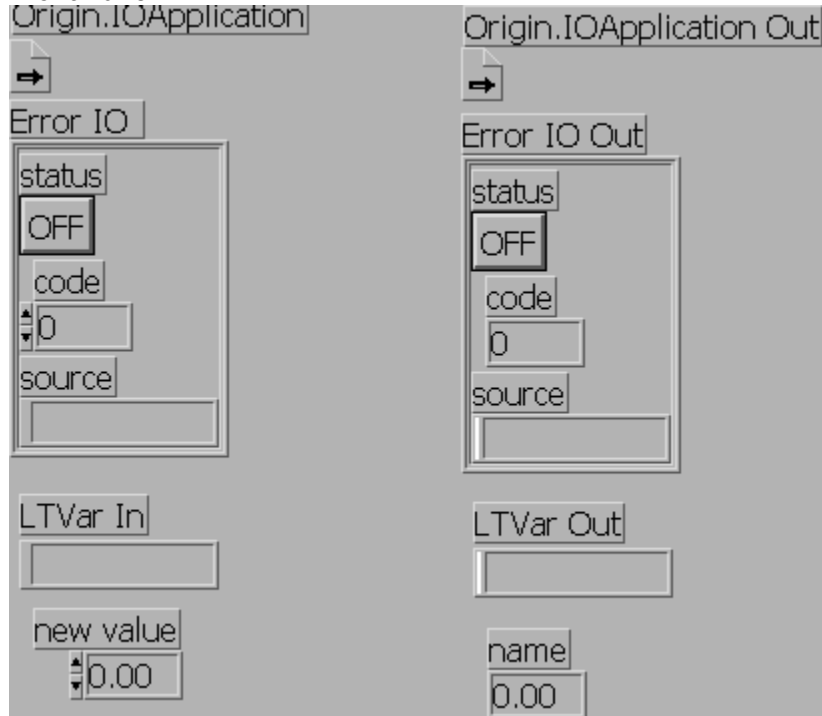 Origin.IOApplication
Error IO
status
OFF
code
0
source
LTVar In
new value
0.00
Origin.IOApplication Out
Error IO Out
status
OFF
code
0
source
LTVar Out
name
0.00